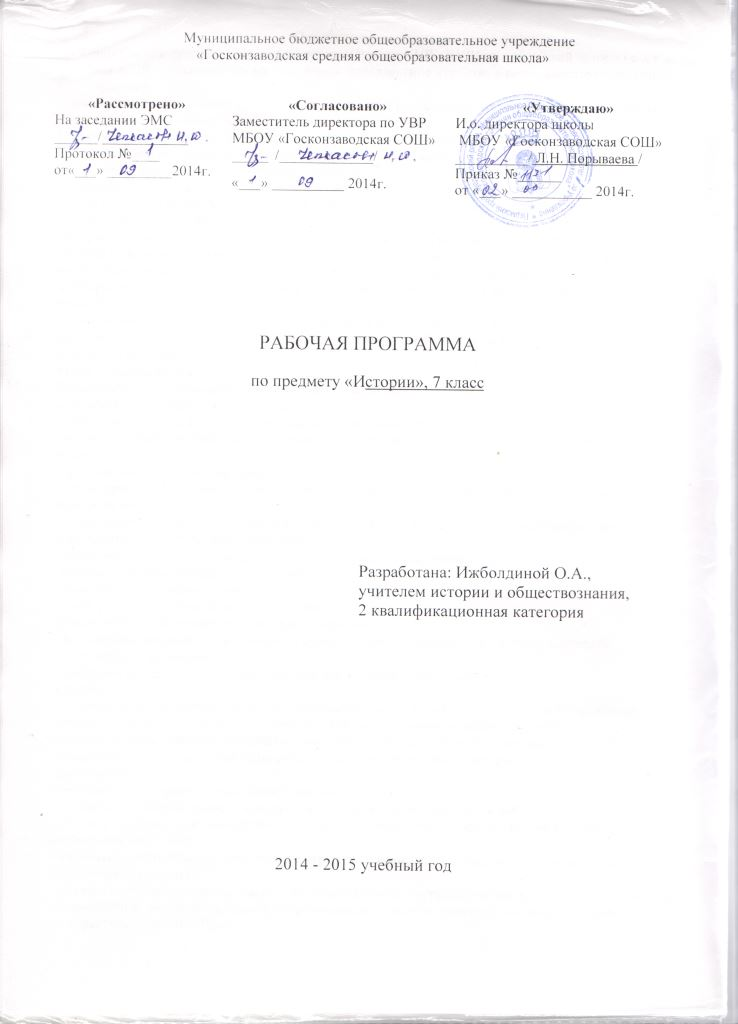 Муниципальное бюджетное общеобразовательное учреждение
«Госконзаводская средняя общеобразовательная школа»
«Рассмотрено»
На заседании ЭМС
/
Протокол № 1
от« 1 » 09 2014г.
«Согласовано»
Заместитель директора по УВР
МБОУ «Госконзаводская СОШ»
/
« 1 » 09 2014г.
«Утверждаю»
И.о. директора школы
МБОУ «Госконзаводская СОШ»
Л.Н. Порываева /
Приказ №
от « 02 » 2014г.
РАБОЧАЯ ПРОГРАММА
по предмету «Истории», 7 класс
Разработана: Ижболдиной О.А.,
учителем истории и обществознания,
2 квалификационная категория
2014 - 2015 учебный год